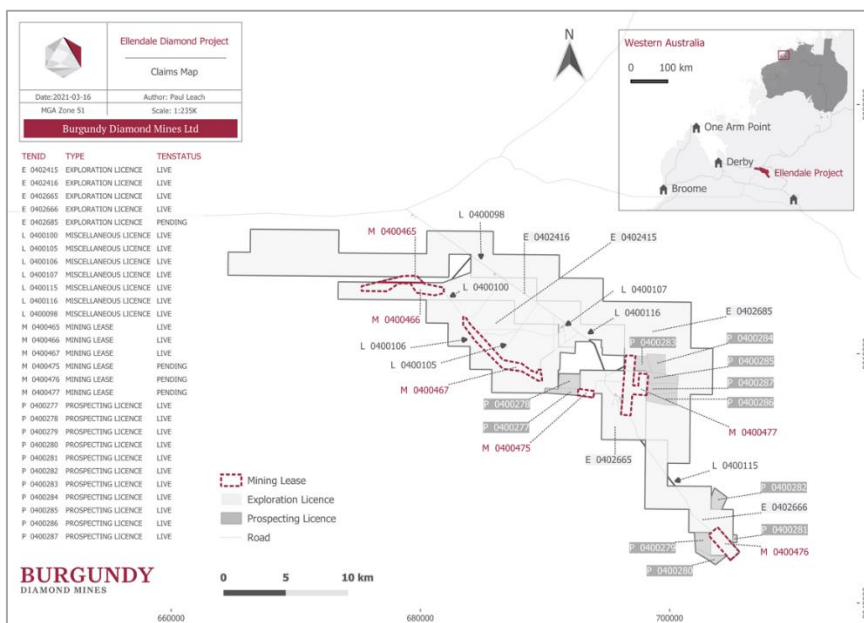 Ellendale Diamond Project
Claims Map
Date:2021-03-16 Author: Paul Leach
MGA Zone 51 Scale: 1:235K
Burgundy Diamond Mines Ltd
TENID TYPE TENSTATUS
E 0402415 EXPLORATION LICENCE LIVE
E 0402416 EXPLORATION LICENCE LIVE
E 0402665 EXPLORATION LICENCE LIVE
E 0402666 EXPLORATION LICENCE LIVE
E 0402685 EXPLORATION LICENCE PENDING
L 0400100 MISCELLANEOUS LICENCE LIVE
L 0400105 MISCELLANEOUS LICENCE LIVE
L 0400106 MISCELLANEOUS LICENCE LIVE
L 0400107 MISCELLANEOUS LICENCE LIVE
L 0400115 MISCELLANEOUS LICENCE LIVE
L 0400116 MISCELLANEOUS LICENCE LIVE
L 0400098 MISCELLANEOUS LICENCE LIVE
M 0400465 MINING LEASE LIVE
M 0400466 MINING LEASE LIVE
M 0400467 MINING LEASE LIVE
M 0400475 MINING LEASE PENDING
M 0400476 MINING LEASE PENDING
M 0400477 MINING LEASE PENDING
P 0400277 PROSPECTING LICENCE LIVE
P 0400278 PROSPECTING LICENCE LIVE
P 0400279 PROSPECTING LICENCE LIVE
P 0400280 PROSPECTING LICENCE LIVE
P 0400281 PROSPECTING LICENCE LIVE
P 0400282 PROSPECTING LICENCE LIVE
P 0400283 PROSPECTING LICENCE LIVE
P 0400284 PROSPECTING LICENCE LIVE
P 0400285 PROSPECTING LICENCE LIVE
P 0400286 PROSPECTING LICENCE LIVE
P 0400287 PROSPECTING LICENCE LIVE
BURGUNDY
DIAMOND MINES
N
Western Australia
0 100 km
One Arm Point
Derby
Ellendale Project
Broome
L 0400098
M 0400465
E 0402416
E 0402415
L 0400100
L 0400107
M 0400466
L 0400116
E 0402685
L 0400106
P 0400283
P 0400284
L 0400105
P 0400285
M 0400467
P 0400287
P 0400278
P 0400286
P 0400277
M 0400477
M 0400475
E 0402665
L 0400115
P 0400282
E 0402666
P 0400281
P 0400279
M 0400476
P 0400280
Mining Lease
Exploration Licence
Prospecting Licence
Road
0 5 10 km
660000 680000 700000